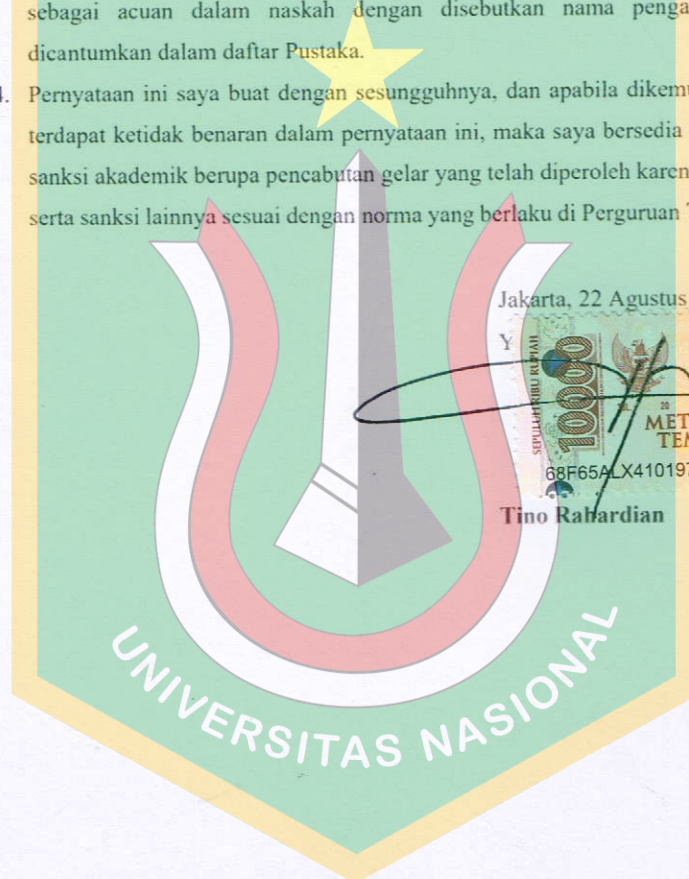 sebagai acuan dalam naskah dengan disebutkan nama penga
dicantumkan dalam daftar Pustaka.
4. Pernyataan ini saya buat dengan sesungguhnya, dan apabila dikemu
terdapat ketidak benaran dalam pernyataan ini, maka saya bersedia
sanksi akademik berupa pencabutan gelar yang telah diperoleh karen
serta sanksi lainnya sesuai dengan norma yang berlaku di Perguruan T
Jakarta, 22 Agustus
Y
SEPULUH RIBU RUPIAH
10000
20
MET
TEM
68F65ALX410197
Tino Rahardian
UNIVERSITAS NASIONAL